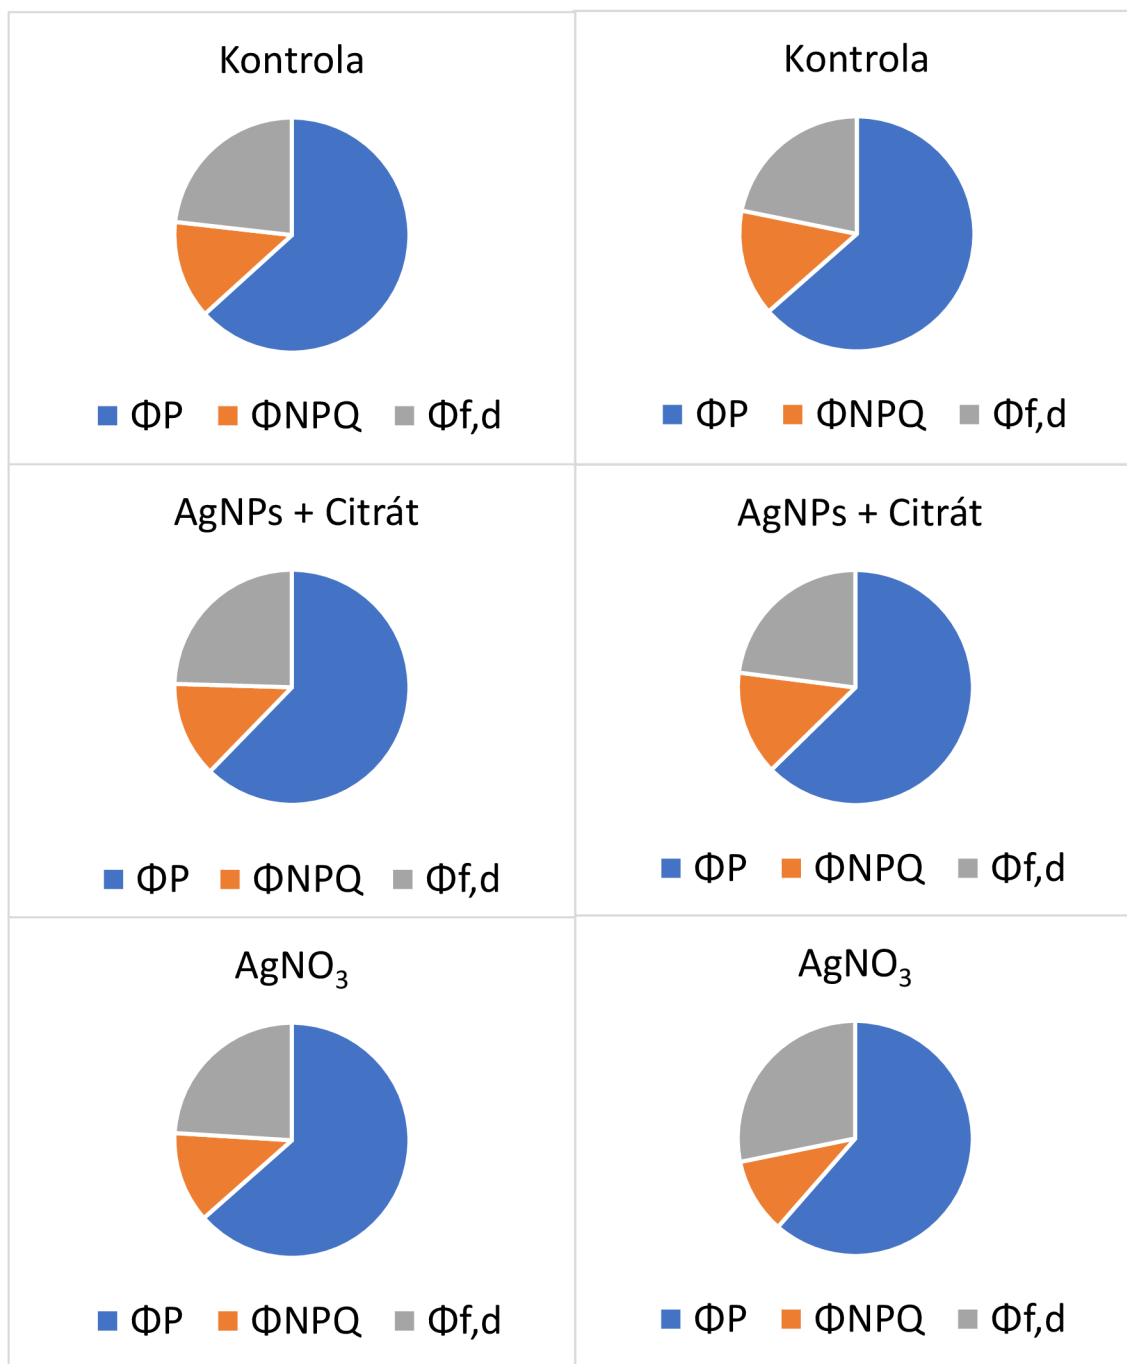 Kontrola
ΦP ΦNPQ Φf,d
Kontrola
ΦP ΦNPQ Φf,d
AgNPs + Citrát
ΦP ΦNPQ Φf,d
AgNPs + Citrát
ΦP ΦNPQ Φf,d
AgNO₃
ΦP ΦNPQ Φf,d
AgNO₃
ΦP ΦNPQ Φf,d